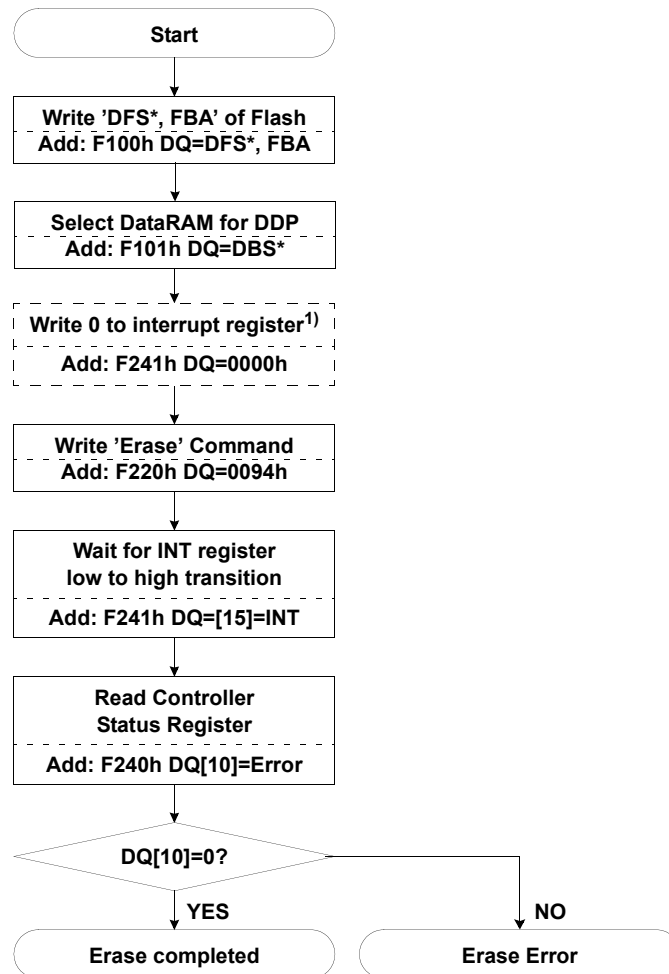 Start
Write ’DFS*, FBA’ of Flash
Add: F100h DQ=DFS*, FBA
Select DataRAM for DDP
Add: F101h DQ=DBS*
Write 0 to interrupt register1)
Add: F241h DQ=0000h
Write ’Erase’ Command
Add: F220h DQ=0094h
Wait for INT register
low to high transition
Add: F241h DQ=[15]=INT
Read Controller
Status Register
Add: F240h DQ[10]=Error
DQ[10]=0?
YES
NO
Erase completed
Erase Error